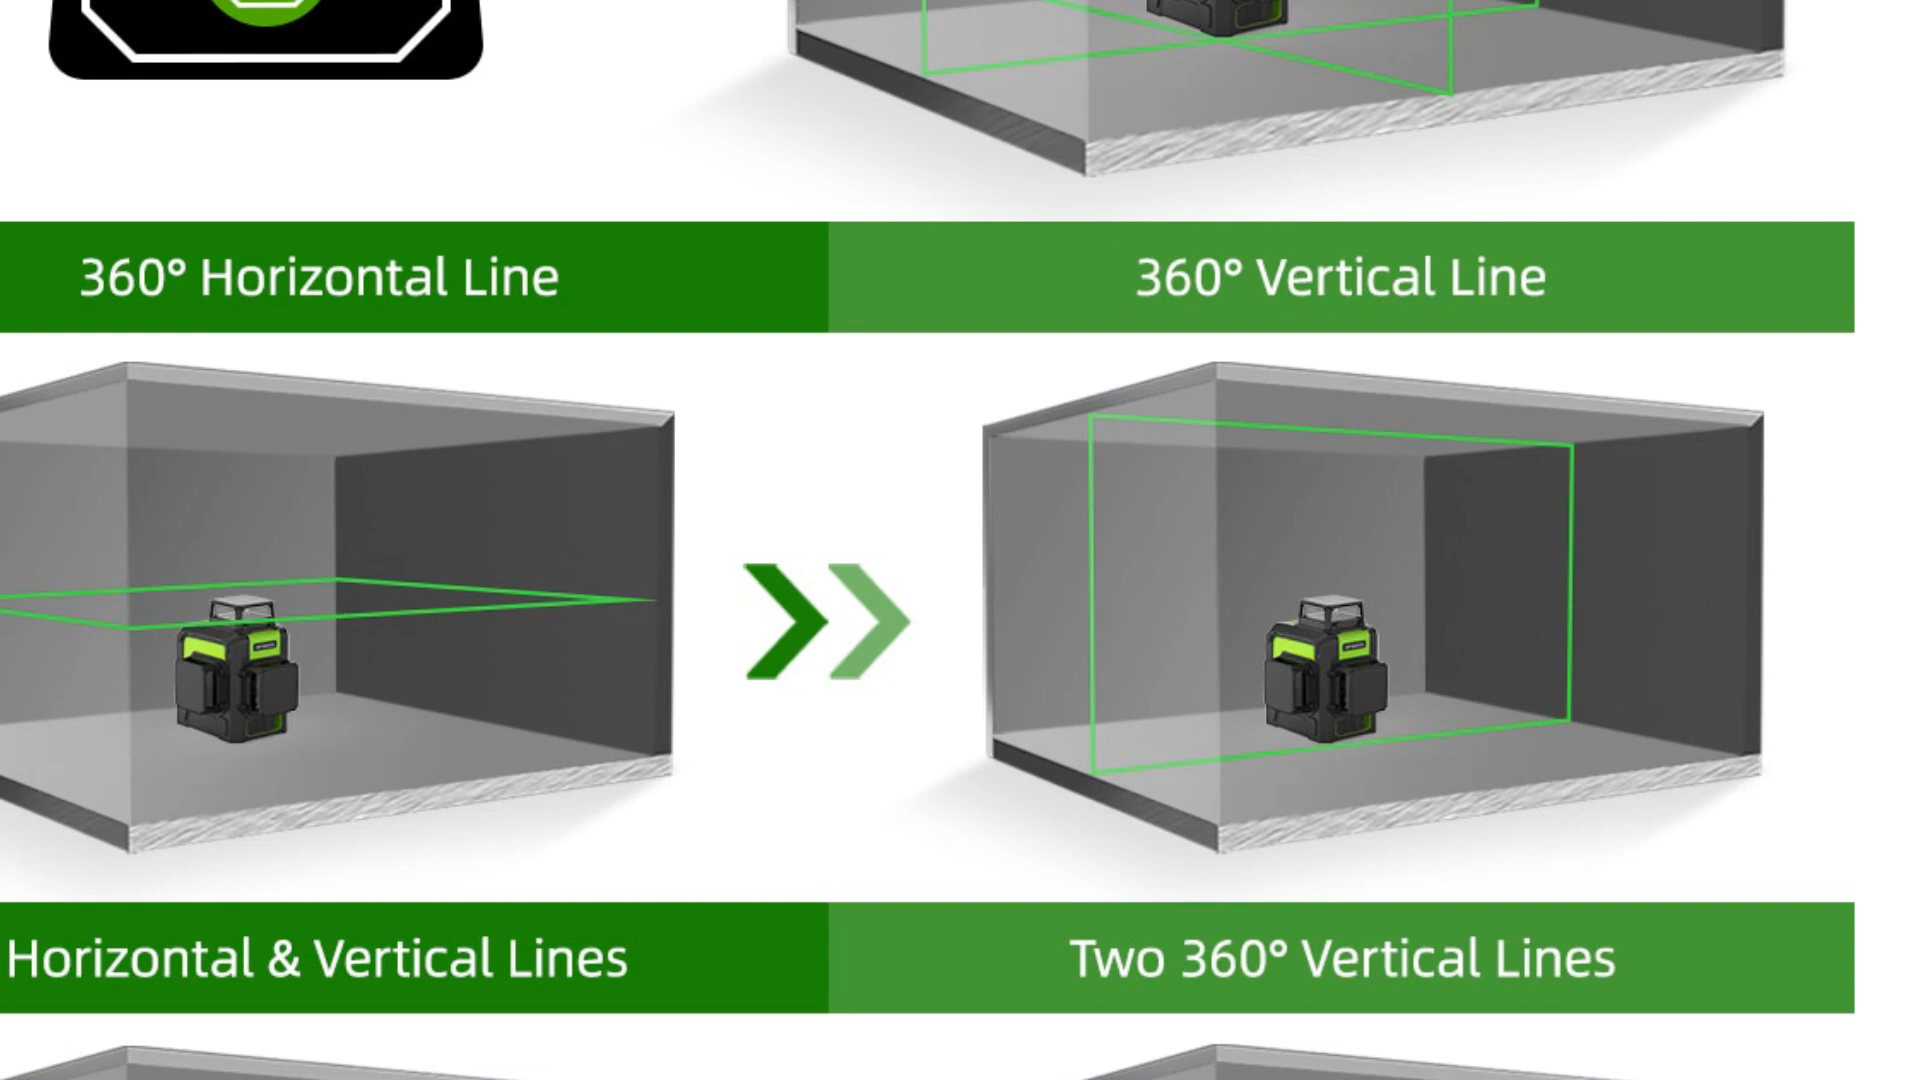 360° Horizontal Line
360° Vertical Line
Horizontal & Vertical Lines
Two 360° Vertical Lines